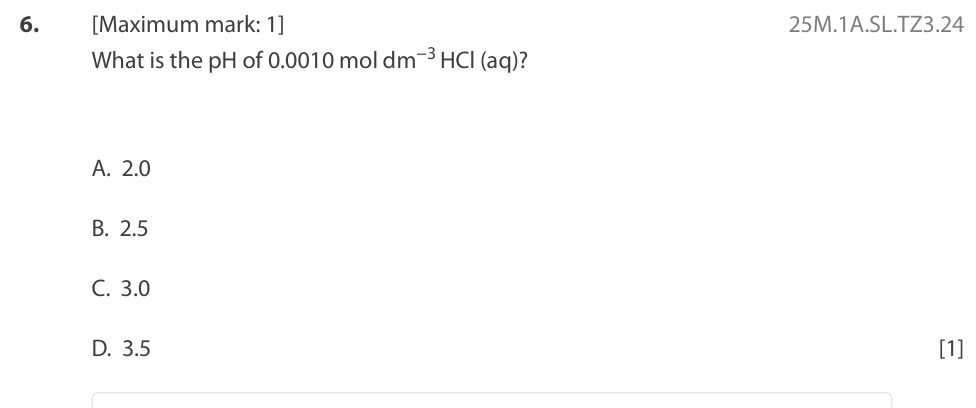 6. [Maximum mark: 1] 25M.1A.SL.TZ3.24
What is the pH of 0.0010 mol dm⁻³ HCl (aq)?
A. 2.0
B. 2.5
C. 3.0
D. 3.5 [1]